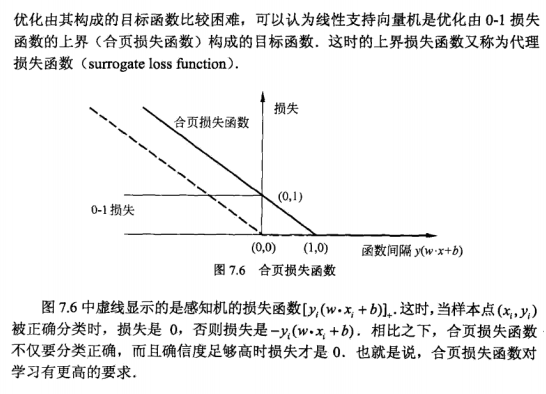 优化由其构成的目标函数比较困难，可以认为线性支持向量机是优化由 0-1 损失
函数的上界（合页损失函数）构成的目标函数．这时的上界损失函数又称为代理
损失函数（surrogate loss function）．
损失
合页损失函数
(0,1)
0-1 损失
(0,0)
(1,0)
函数间隔 y(w·x+b)
图 7.6 合页损失函数
图 7.6 中虚线显示的是感知机的损失函数[y_i(w·x_i+b)]_+．这时，当样本点(x_i, y_i)
被正确分类时，损失是 0，否则损失是−y_i(w·x_i+b)．相比之下，合页损失函数
不仅要分类正确，而且确信度足够高时损失才是 0．也就是说，合页损失函数对
学习有更高的要求．